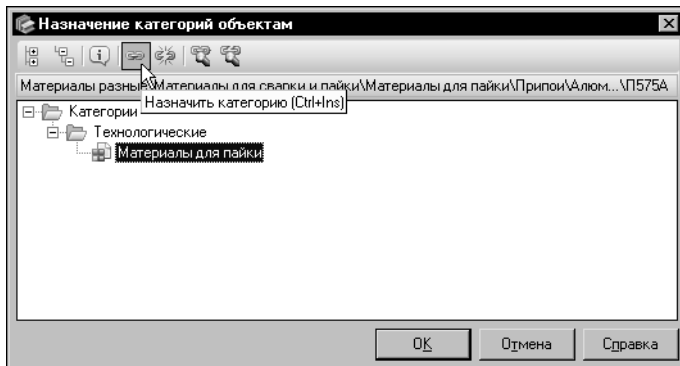 Назначение категорий объектам
Материалы разные\Материалы для сварки и пайки\Материалы для пайки\Припои\Алюм...\П575А
Назначить категорию (Ctrl+Ins)
Категории
Технологические
Материалы для пайки
OK Отмена Справка